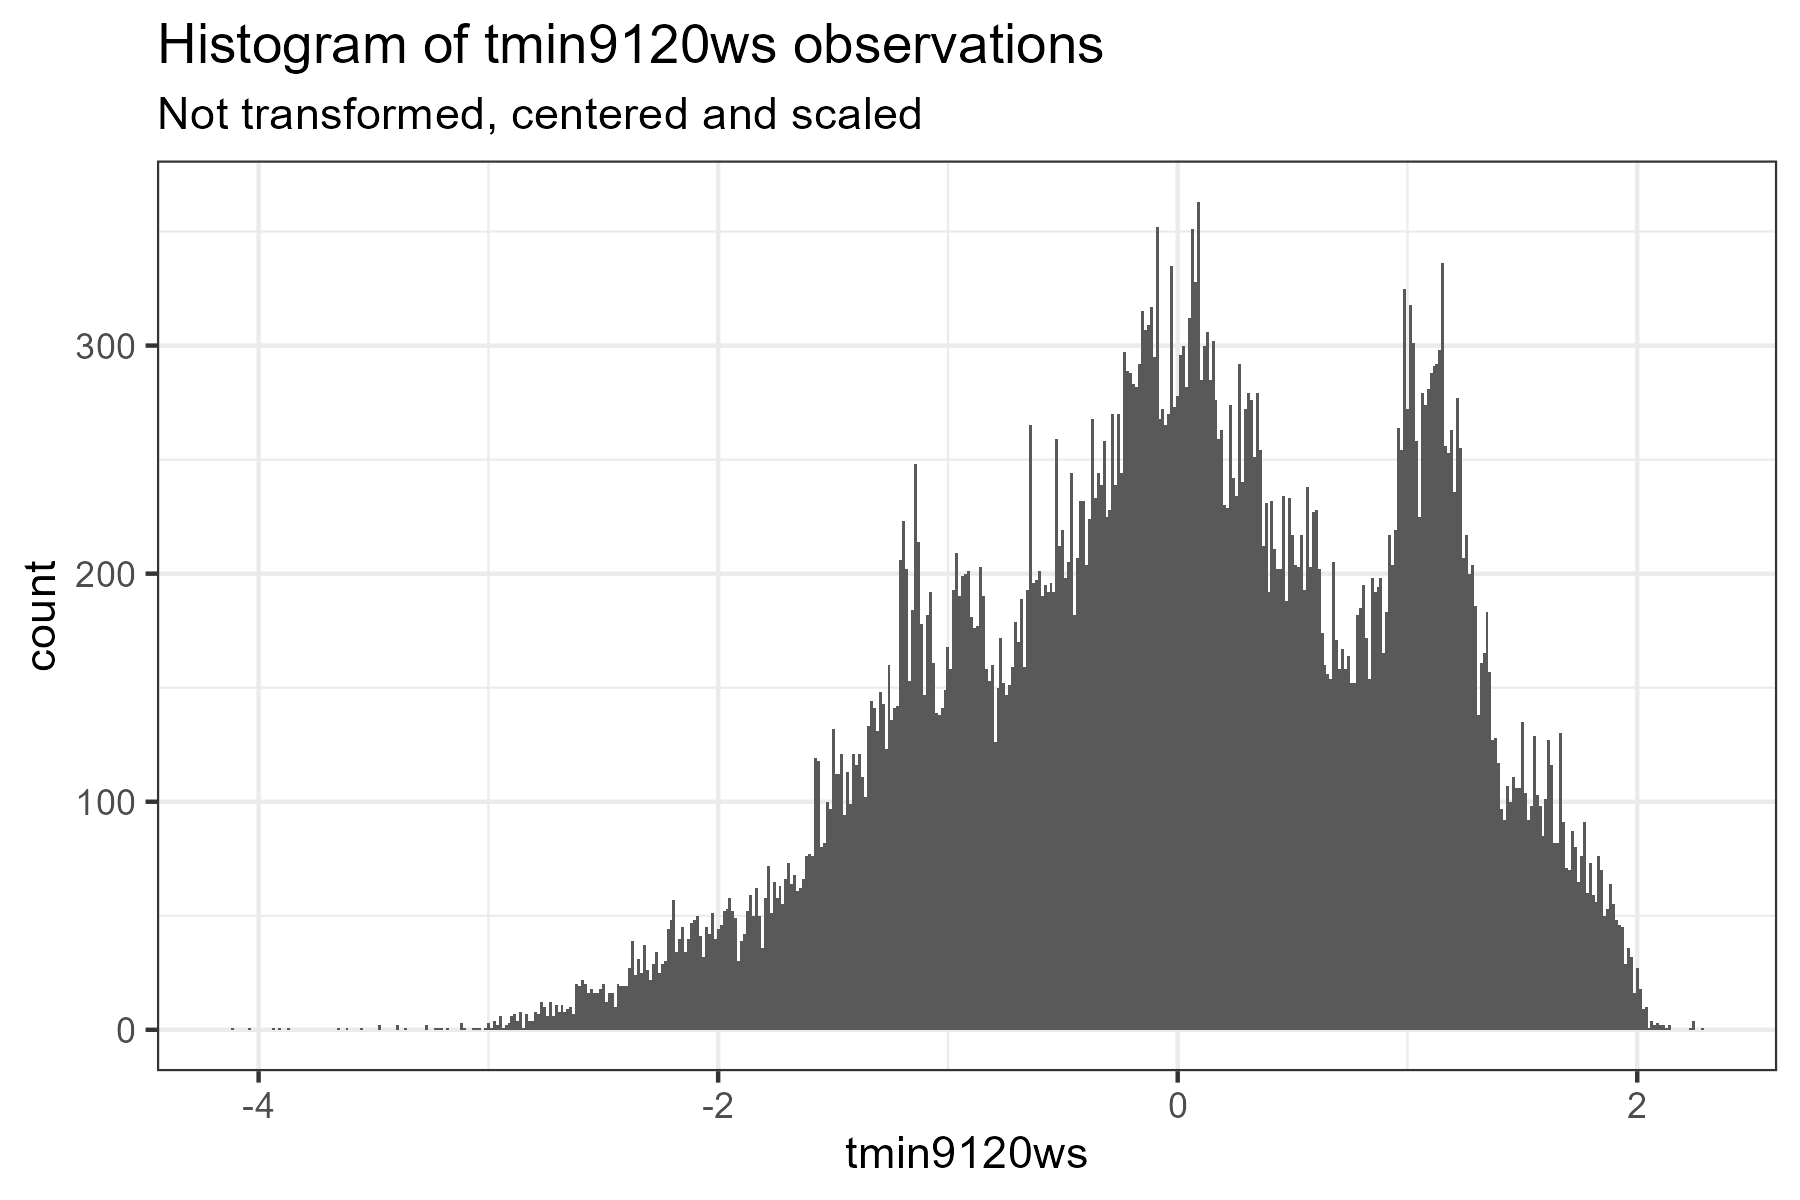 Histogram of tmin9120ws observations
Not transformed, centered and scaled
count
300
200
100
0
-4
-2
0
2
tmin9120ws